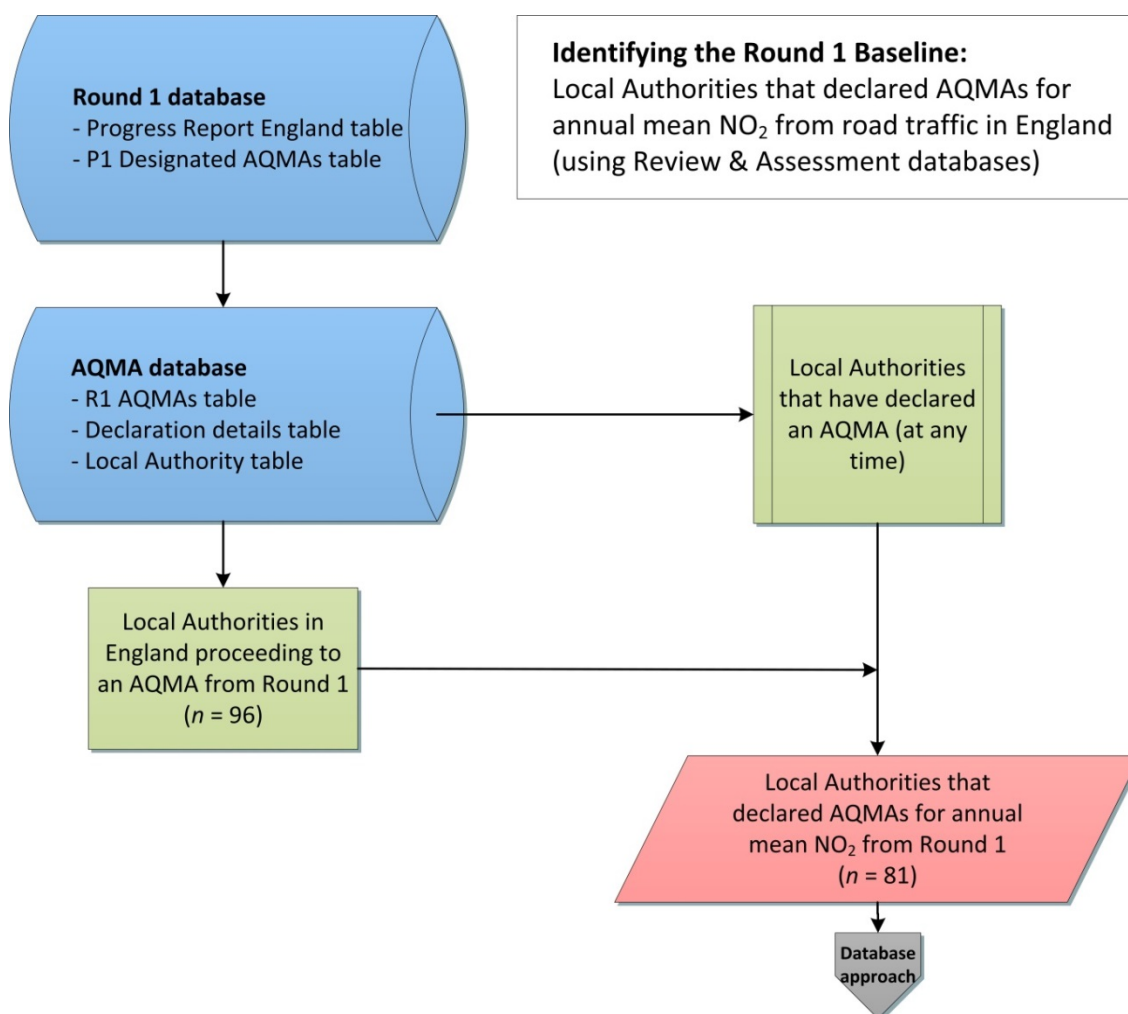 Round 1 database
- Progress Report England table
- P1 Designated AQMAs table
Identifying the Round 1 Baseline:
Local Authorities that declared AQMAs for
annual mean NO₂ from road traffic in England
(using Review & Assessment databases)
AQMA database
- R1 AQMAs table
- Declaration details table
- Local Authority table
Local Authorities
that have declared
an AQMA (at any
time)
Local Authorities in
England proceeding to
an AQMA from Round 1
(n = 96)
Local Authorities that
declared AQMAs for annual
mean NO₂ from Round 1
(n = 81)
Database
approach